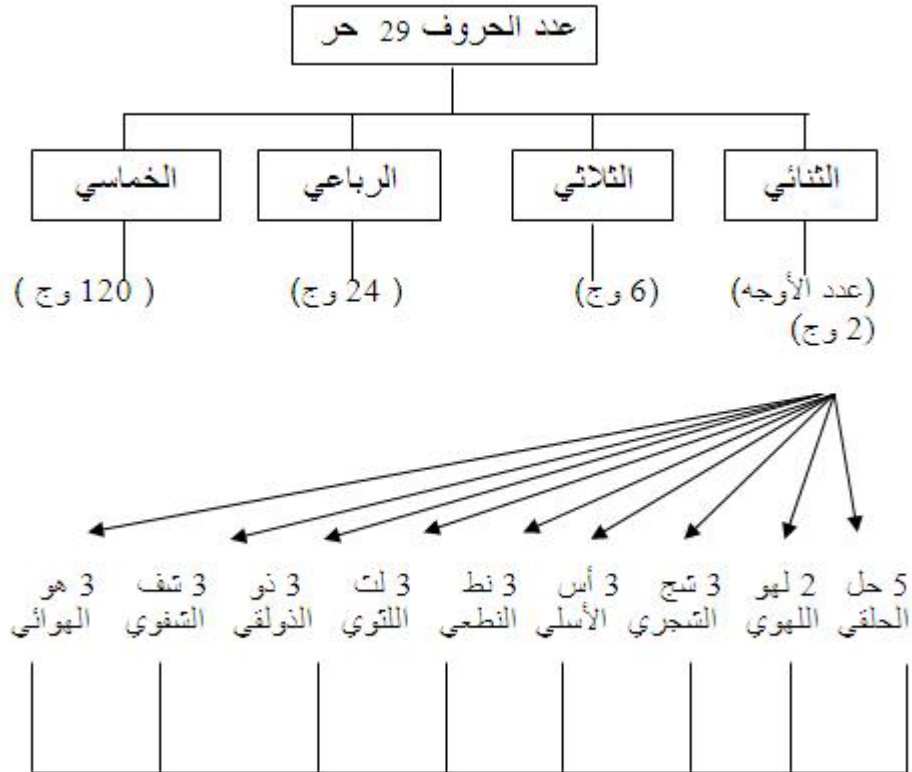 عدد الحروف 29 حر
الثنائي
الثلاثي
الرباعي
الخماسي
(عدد الأوجه)
(2 وج)
(6 وج)
(24 وج )
(120 وج )
5 حل
الحلقي
2 لهو
اللهوي
3 شج
الشجري
3 أس
الأسلي
3 نط
النطعي
3 لث
اللثوي
3 ذو
الذولقي
3 شف
الشفوي
3 هو
الهوائي